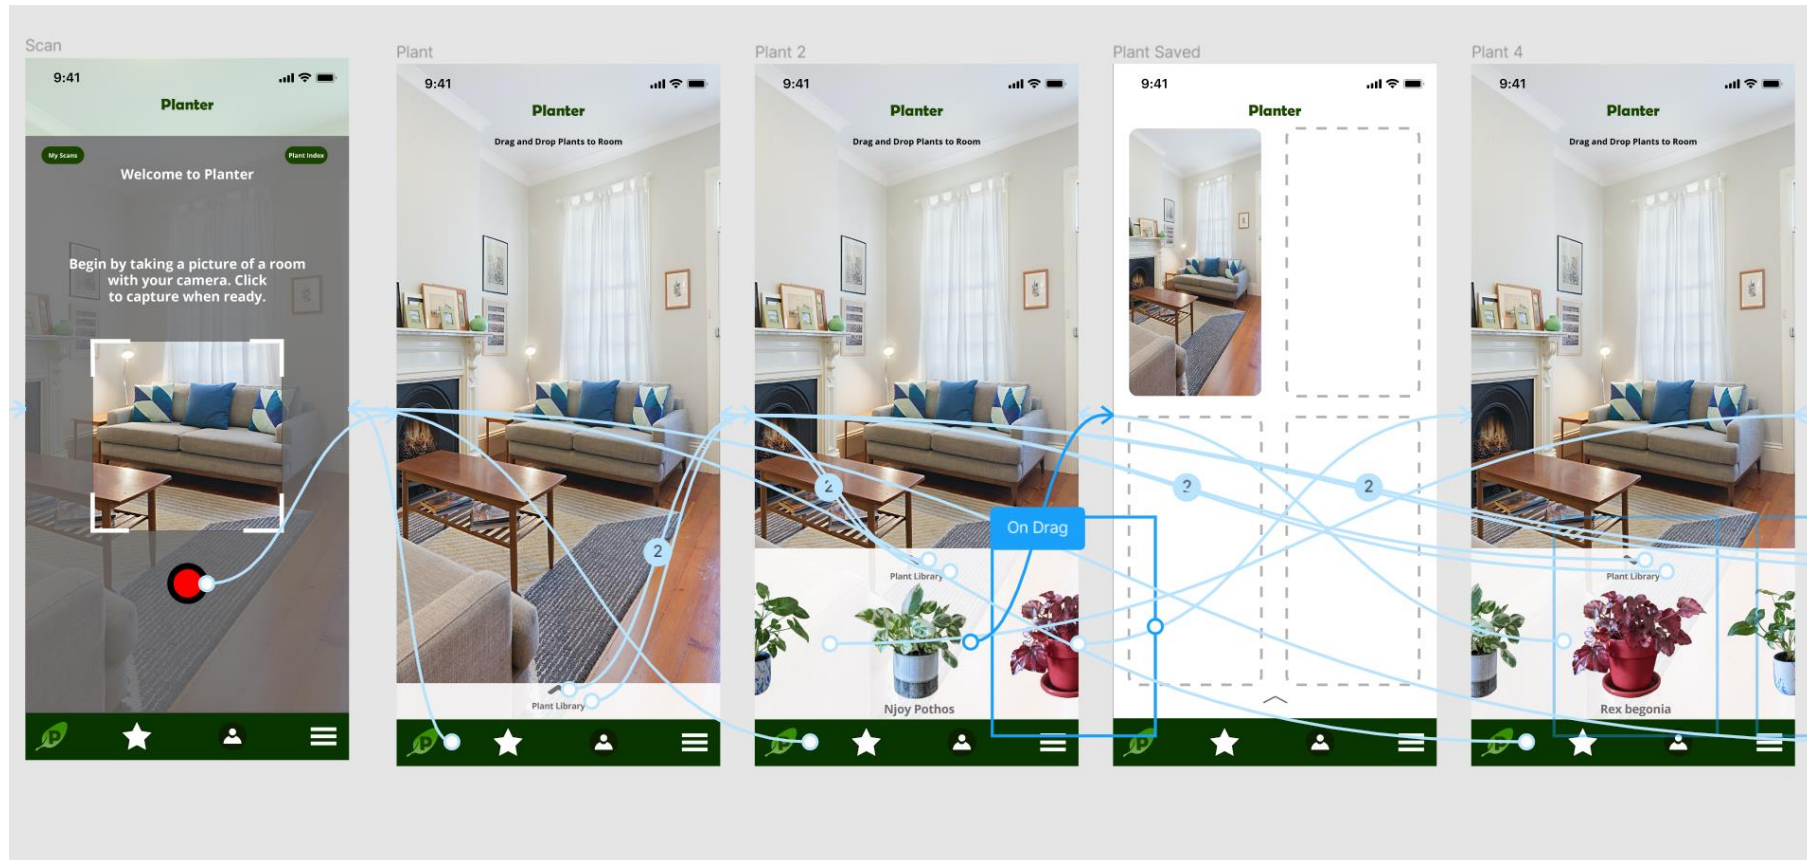 Scan
9:41
Planter
My Scans
Plant Index
Welcome to Planter
Begin by taking a picture of a room
with your camera. Click
to capture when ready.
Plant
9:41
Planter
Drag and Drop Plants to Room
2
Plant Library
Plant 2
9:41
Planter
Drag and Drop Plants to Room
2
On Drag
Plant Library
Njoy Pothos
Plant Saved
9:41
Planter
2
2
Plant 4
9:41
Planter
Drag and Drop Plants to Room
Plant Library
Rex begonia